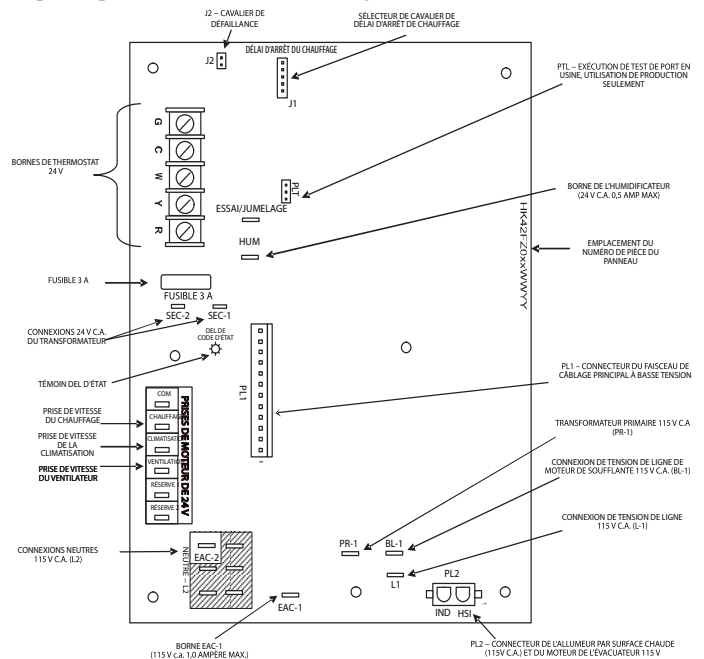 J2 – CAVALIER DE
DÉFAILLANCE
SÉLECTEUR DE CAVALIER DE
DÉLAI D'ARRÊT DE CHAUFFAGE
DÉLAI D'ARRÊT DU CHAUFFAGE
J2
J1
PTL – EXÉCUTION DE TEST DE PORT EN
USINE, UTILISATION DE PRODUCTION
SEULEMENT
G
C
W
Y
R
BORNES DE THERMOSTAT
24 V
PLT
ESSAI/JUMELAGE
HUM
BORNE DE L'HUMIDIFICATEUR
(24 V C.A. 0,5 AMP MAX)
HK42FZ0xxWWYY
EMPLACEMENT DU
NUMÉRO DE PIÈCE DU
PANNEAU
FUSIBLE 3 A
FUSIBLE 3 A
SEC-2
SEC-1
CONNEXIONS 24 V C.A.
DU TRANSFORMATEUR
DEL DE
CODE D'ÉTAT
TÉMOIN DEL D'ÉTAT
PL1
1
PL1 – CONNECTEUR DU FAISCEAU DE
CÂBLAGE PRINCIPAL À BASSE TENSION
COM
CHAUFFAGE
CLIMATISATION
VENTILATION
RÉSERVE 1
RÉSERVE 2
PRISES DE MOTEUR DE 24 V
PRISE DE VITESSE
DU CHAUFFAGE
PRISE DE VITESSE
DE LA
CLIMATISATION
PRISE DE VITESSE
DU VENTILATEUR
TRANSFORMATEUR PRIMAIRE 115 V C.A
(PR-1)
CONNEXION DE TENSION DE LIGNE DE
MOTEUR DE SOUFFLANTE 115 V C.A. (BL-1)
CONNEXION DE TENSION DE LIGNE
115 V C.A. (L-1)
CONNEXIONS NEUTRES
115 V C.A. (L2)
EAC-2
NEUTRE – L2
PR-1
BL-1
L1
PL2
1
IND
HSI
EAC-1
BORNE EAC-1
(115 V c.a. 1,0 AMPÈRE MAX.)
PL2 – CONNECTEUR DE L'ALLUMEUR PAR SURFACE CHAUDE
(115V C.A.) ET DU MOTEUR DE L'ÉVACUATEUR 115 V